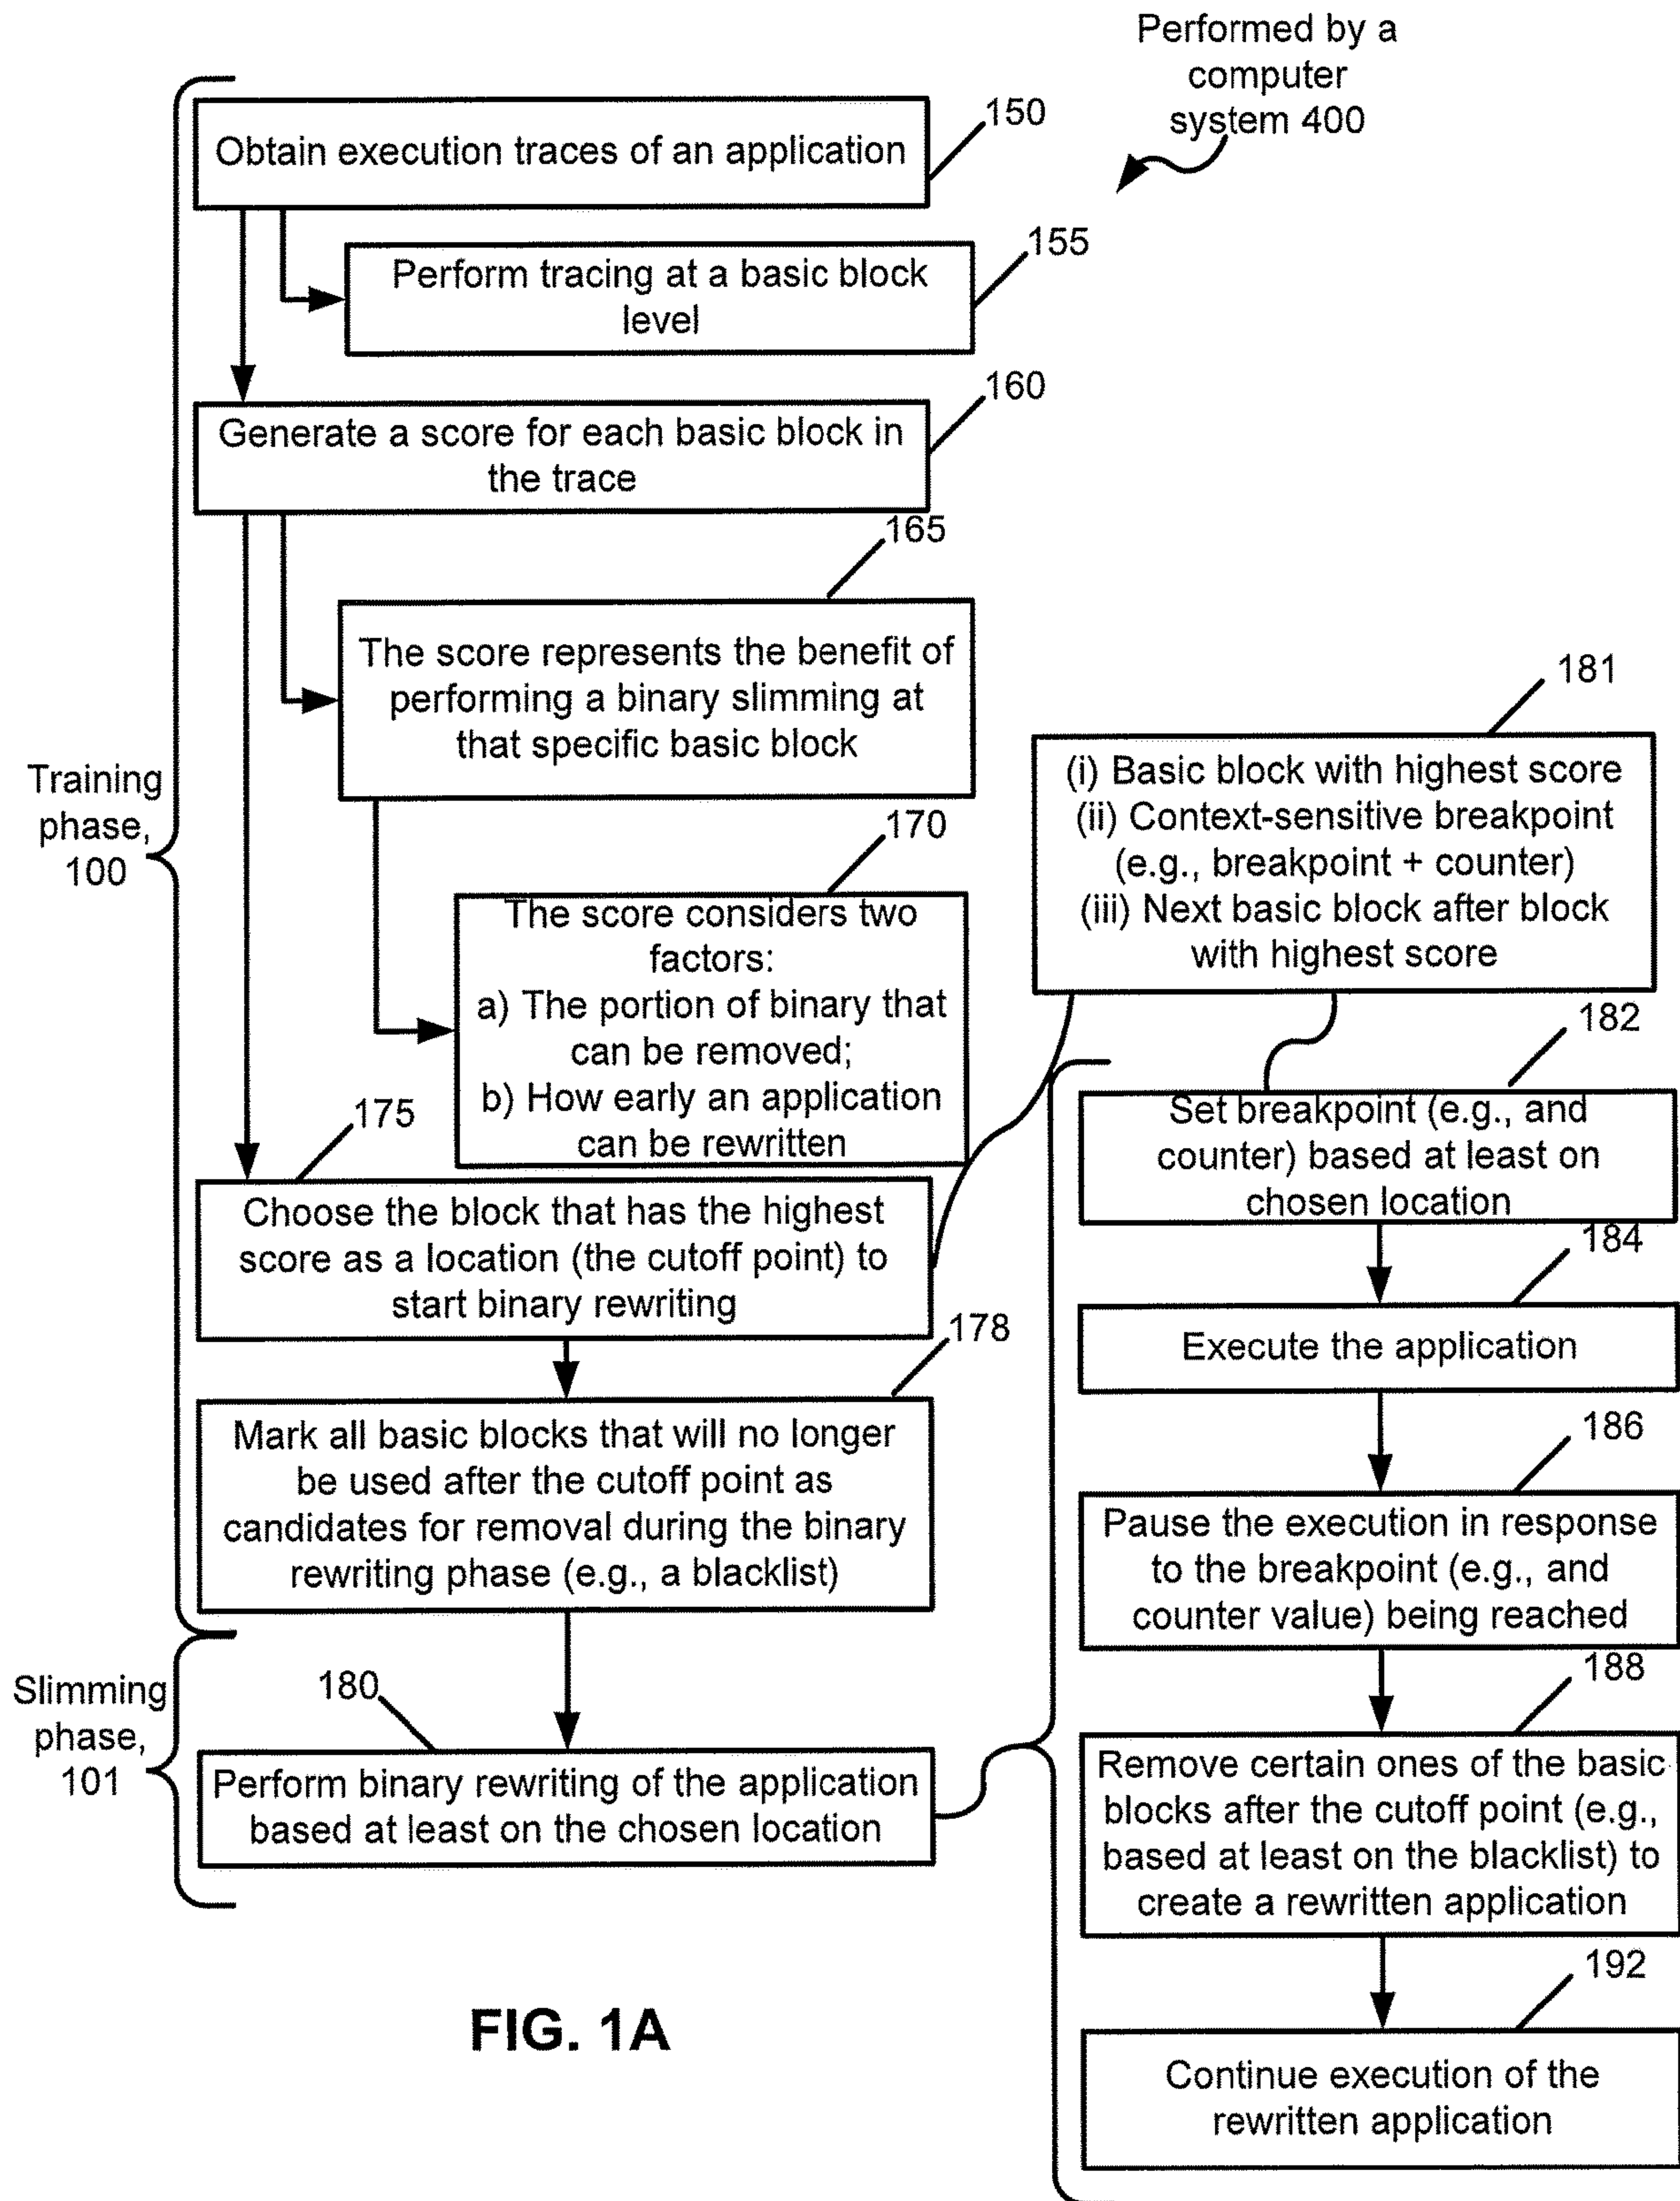 Performed by a
computer
system 400
150
Obtain execution traces of an application
155
Perform tracing at a basic block
level
160
Generate a score for each basic block in
the trace
165
The score represents the benefit of
performing a binary slimming at
that specific basic block
Training
phase,
100
170
The score considers two
factors:
a) The portion of binary that
can be removed;
b) How early an application
can be rewritten
175
Choose the block that has the highest
score as a location (the cutoff point) to
start binary rewriting
178
Mark all basic blocks that will no longer
be used after the cutoff point as
candidates for removal during the binary
rewriting phase (e.g., a blacklist)
Slimming
phase,
101
180
Perform binary rewriting of the application
based at least on the chosen location
181
(i) Basic block with highest score
(ii) Context-sensitive breakpoint
(e.g., breakpoint + counter)
(iii) Next basic block after block
with highest score
182
Set breakpoint (e.g., and
counter) based at least on
chosen location
184
Execute the application
186
Pause the execution in response
to the breakpoint (e.g., and
counter value) being reached
188
Remove certain ones of the basic
blocks after the cutoff point (e.g.,
based at least on the blacklist) to
create a rewritten application
192
Continue execution of the
rewritten application
FIG. 1A